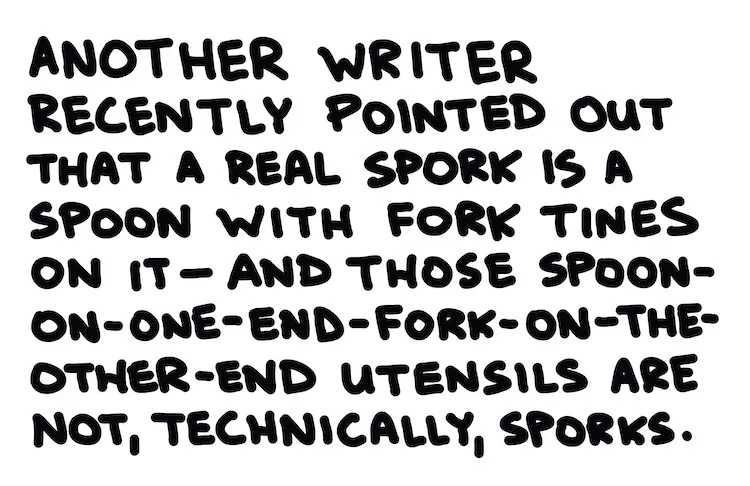 ANOTHER WRITER
RECENTLY POINTED OUT
THAT A REAL SPORK IS A
SPOON WITH FORK TINES
ON IT—AND THOSE SPOON-
ON-ONE-END-FORK-ON-THE-
OTHER-END UTENSILS ARE
NOT, TECHNICALLY, SPORKS.